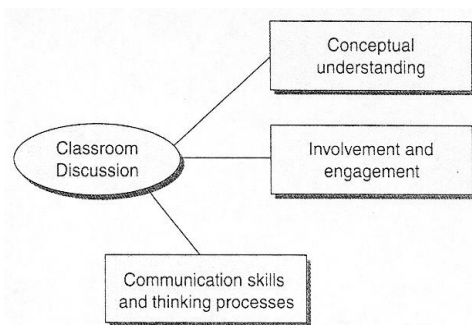 Conceptual
understanding
Classroom
Discussion
Involvement and
engagement
Communication skills
and thinking processes